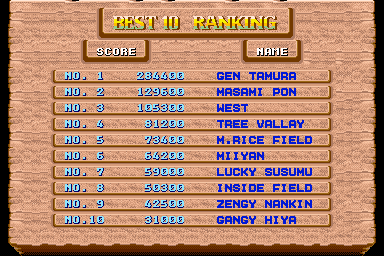 BEST 10 RANKING
SCORE NAME
NO. 1 284400 GEN TAMURA
NO. 2 129600 MASAMI PON
NO. 3 105300 WEST
NO. 4 81200 TREE VALLAY
NO. 5 73400 M.RICE FIELD
NO. 6 64200 MIIYAN
NO. 7 59000 LUCKY SUSUMU
NO. 8 50300 INSIDE FIELD
NO. 9 42500 ZENGY NANKIN
NO.10 31000 GANGY HIYA